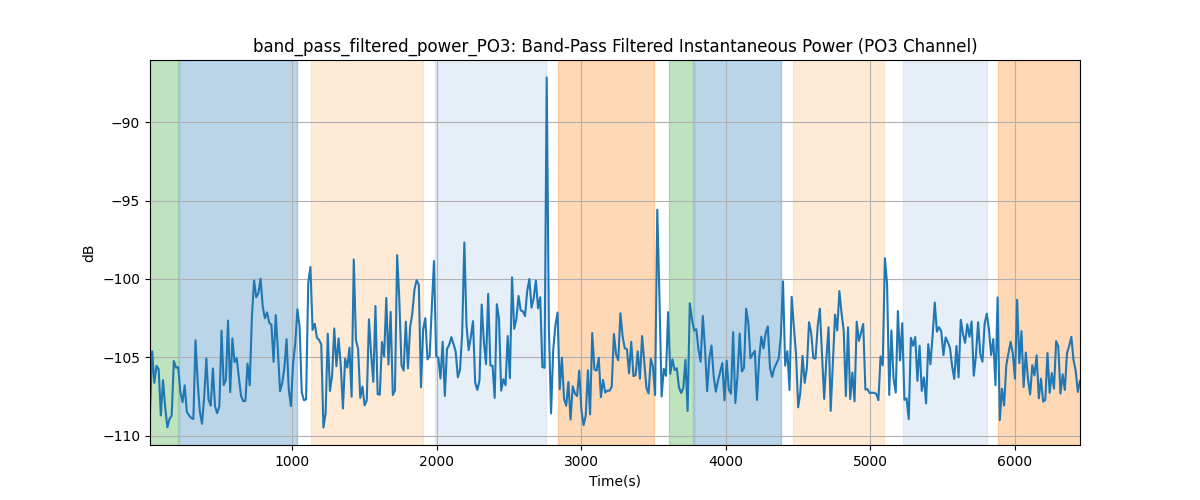 band_pass_filtered_power_PO3: Band-Pass Filtered Instantaneous Power (PO3 Channel)
dB
−90
−95
−100
−105
−110
1000 2000 3000 4000 5000 6000
Time(s)